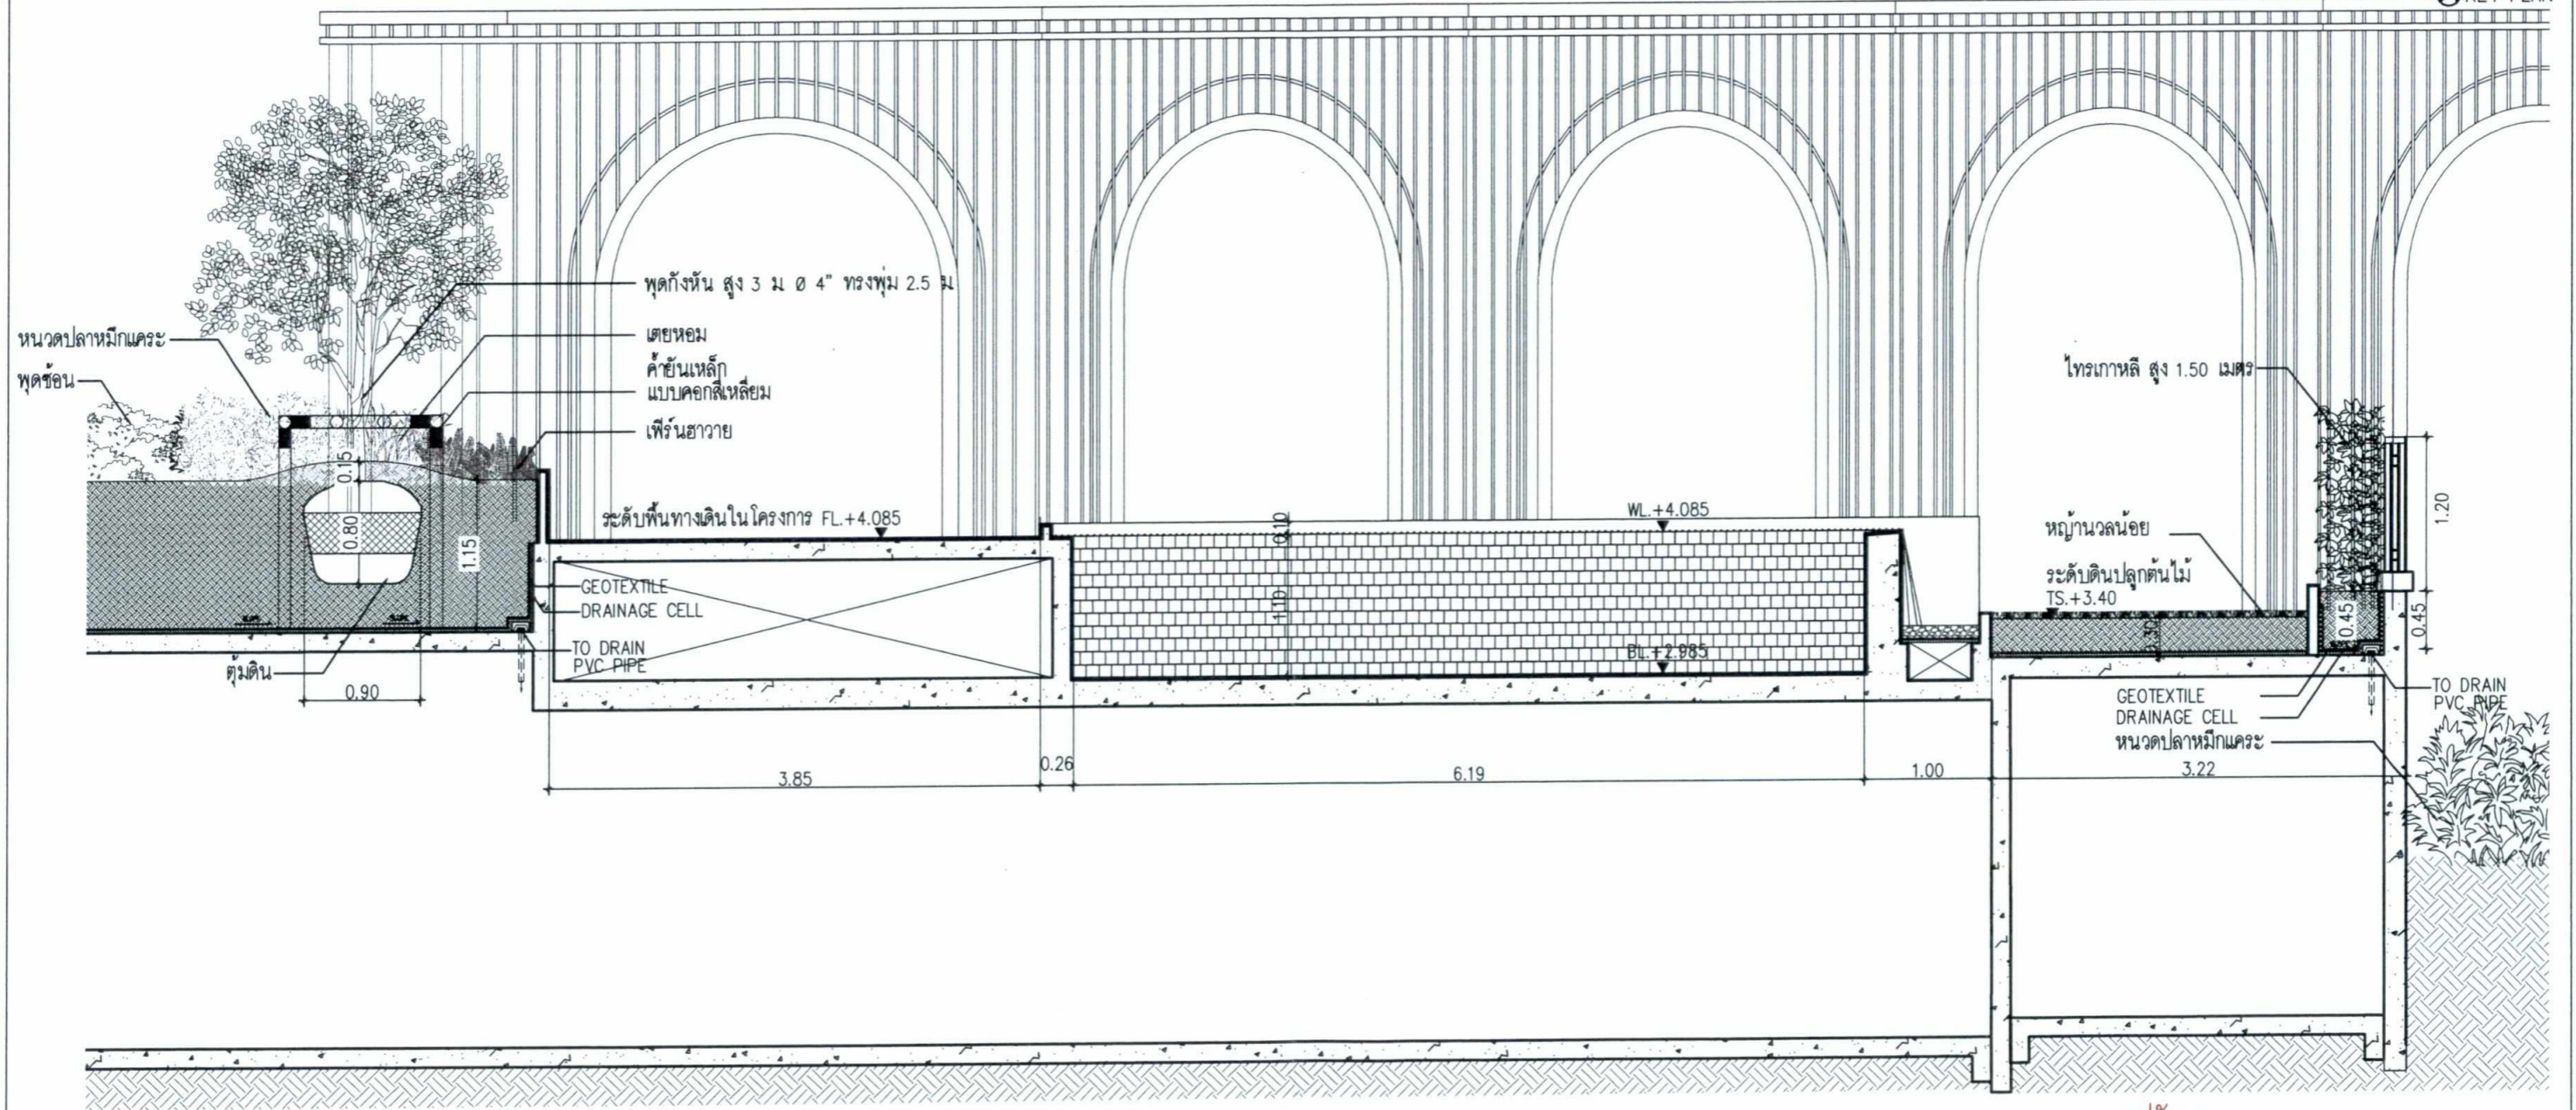 KEY PLAN
พุดกังหัน สูง 3 ม. Ø 4" ทรงพุ่ม 2.5 ม
หนวดปลาหมึกแคระ
เตยหอม
ค้ำยันเหล็ก
แบบคอกสี่เหลี่ยม
พุดซ้อน
เฟิร์นฮาวาย
ไทรเกาหลี สูง 1.50 เมตร
0.15
0.80
1.15
ระดับพื้นทางเดินในโครงการ FL.+4.085
0.10
WL.+4.085
1.20
หญ้านวลน้อย
ระดับดินปลูกต้นไม้
TS.+3.40
GEOTEXTILE
DRAINAGE CELL
1.10
0.45
0.45
TO DRAIN
PVC PIPE
BL.+2.985
ตุ้มดิน
0.90
GEOTEXTILE
DRAINAGE CELL
หนวดปลาหมึกแคระ
TO DRAIN
PVC PIPE
3.85
0.26
6.19
1.00
3.22